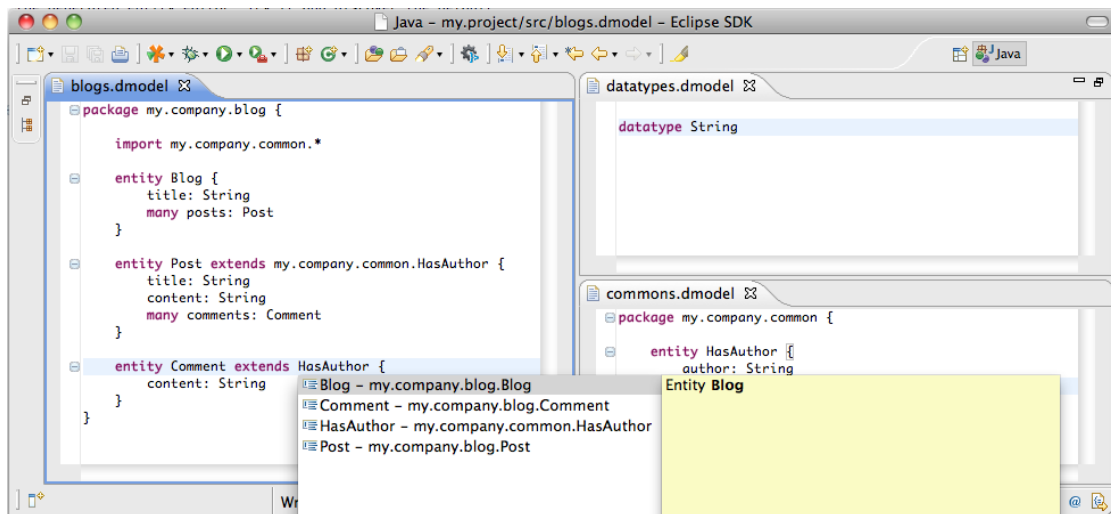 Java – my.project/src/blogs.dmodel – Eclipse SDK
Java
blogs.dmodel
package my.company.blog {
import my.company.common.*
entity Blog {
title: String
many posts: Post
}
entity Post extends my.company.common.HasAuthor {
title: String
content: String
many comments: Comment
}
entity Comment extends HasAuthor {
content: String
}
}
datatypes.dmodel
datatype String
commons.dmodel
package my.company.common {
entity HasAuthor {
author: String
Blog – my.company.blog.Blog
Comment – my.company.blog.Comment
HasAuthor – my.company.common.HasAuthor
Post – my.company.blog.Post
Entity Blog
Wr